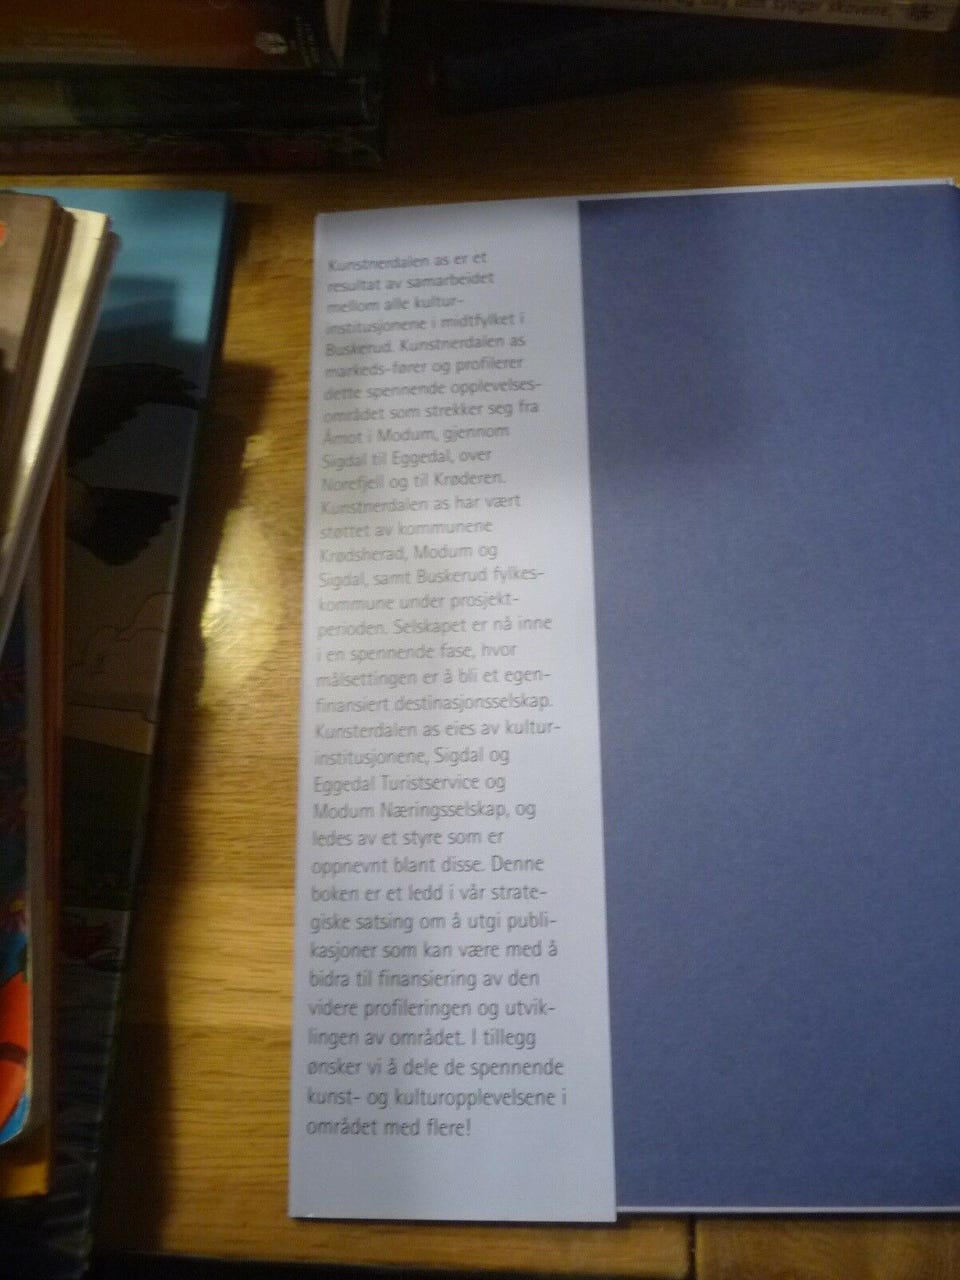 Kunstnerdalen as er et
resultat av samarbeidet
mellom alle kultur-
institusjonene i midtfylket i
Buskerud. Kunstnerdalen as
markeds-fører og profilerer
dette spennende opplevelses-
området som strekker seg fra
Åmot i Modum, gjennom
Sigdal til Eggedal, over
Norefjell og til Krøderen.
Kunstnerdalen as har vært
støttet av kommunene
Krødsherad, Modum og
Sigdal, samt Buskerud fylkes-
kommune under prosjekt-
perioden. Selskapet er nå inne
i en spennende fase, hvor
målsettingen er å bli et egen-
finansiert destinasjonsselskap.
Kunsterdalen as eies av kultur-
institusjonene, Sigdal og
Eggedal Turistservice og
Modum Næringsselskap, og
ledes av et styre som er
oppnevnt blant disse. Denne
boken er et ledd i vår strate-
giske satsing om å utgi publi-
kasjoner som kan være med å
bidra til finansiering av den
videre profileringen og utvik-
lingen av området. I tillegg
ønsker vi å dele de spennende
kunst- og kulturopplevelsene i
området med flere!